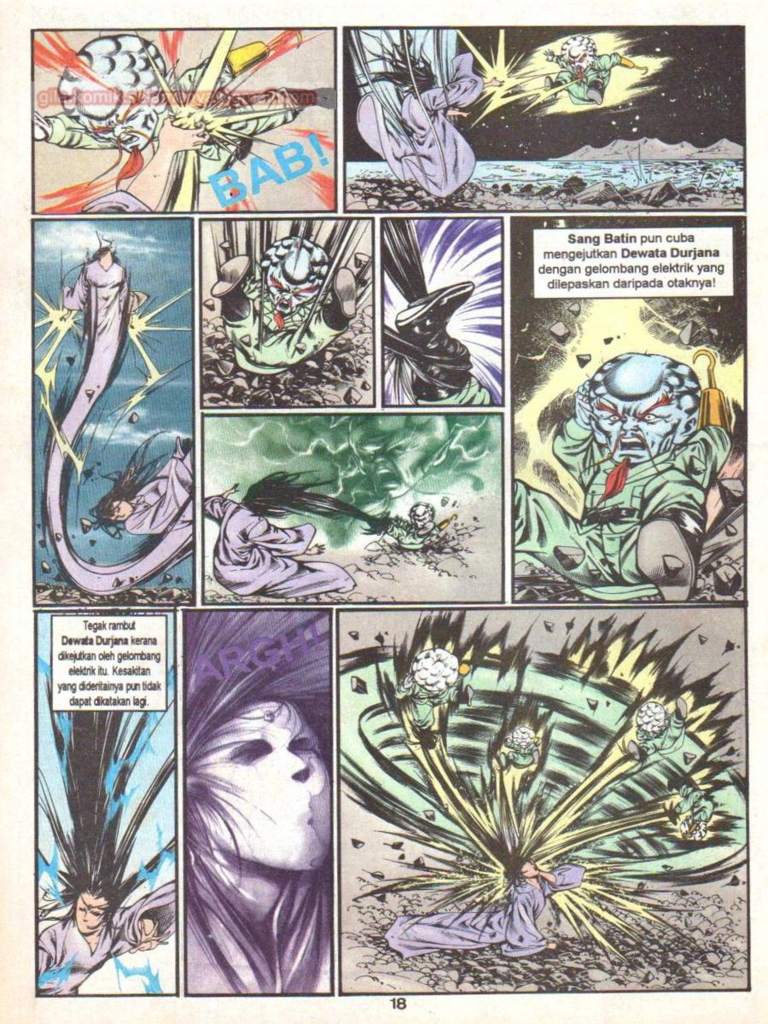 BAB!
Sang Batin pun cuba
mengejutkan Dewata Durjana
dengan gelombang elektrik yang
dilepaskan daripada otaknya!
Tegak rambut
Dewata Durjana kerana
dikejutkan oleh gelombang
elektrik itu. Kesakitan
yang dideritainya pun tidak
dapat dikatakan lagi.
ARGH!
18